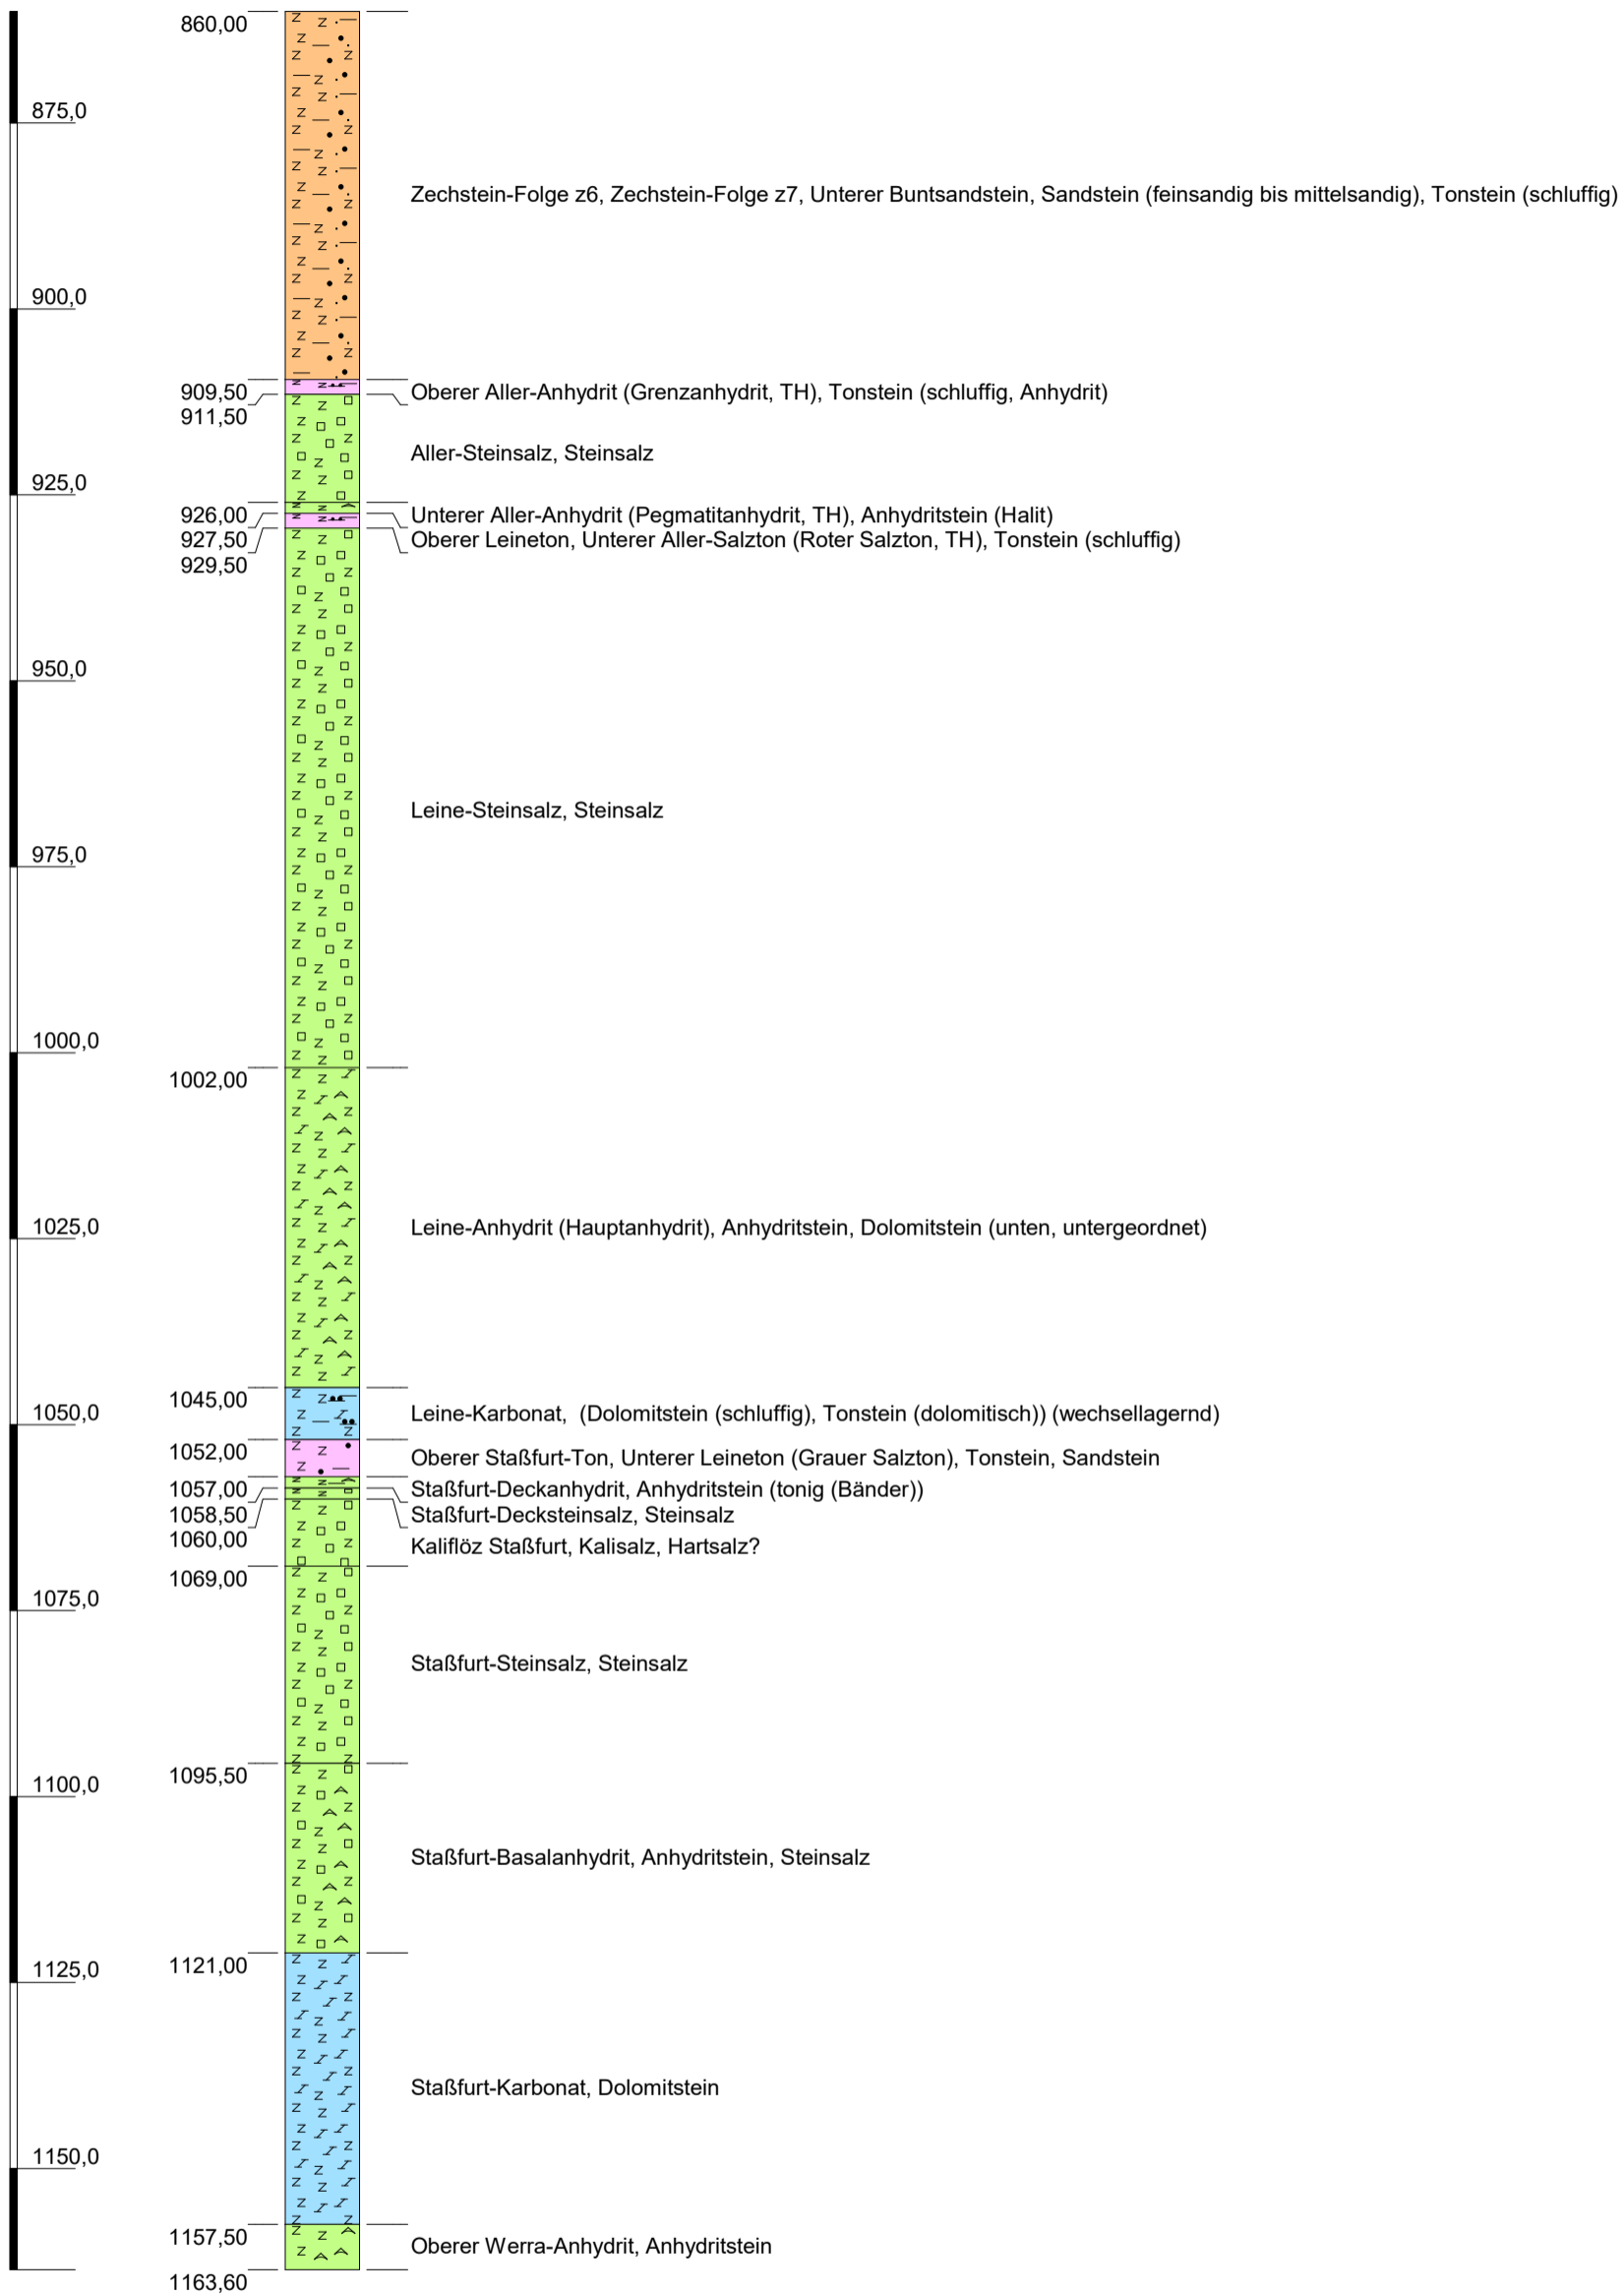 860,00
875,0
Zechstein-Folge z6, Zechstein-Folge z7, Unterer Buntsandstein, Sandstein (feinsandig bis mittelsandig), Tonstein (schluffig)
900,0
909,50
Oberer Aller-Anhydrit (Grenzanhydrit, TH), Tonstein (schluffig, Anhydrit)
911,50
Aller-Steinsalz, Steinsalz
925,0
926,00
Unterer Aller-Anhydrit (Pegmatitanhydrit, TH), Anhydritstein (Halit)
927,50
Oberer Leineton, Unterer Aller-Salzton (Roter Salzton, TH), Tonstein (schluffig)
929,50
950,0
Leine-Steinsalz, Steinsalz
975,0
1000,0
1002,00
1025,0
Leine-Anhydrit (Hauptanhydrit), Anhydritstein, Dolomitstein (unten, untergeordnet)
1045,00
1050,0
Leine-Karbonat,  (Dolomitstein (schluffig), Tonstein (dolomitisch)) (wechsellagernd)
1052,00
Oberer Staßfurt-Ton, Unterer Leineton (Grauer Salzton), Tonstein, Sandstein
1057,00
Staßfurt-Deckanhydrit, Anhydritstein (tonig (Bänder))
1058,50
Staßfurt-Decksteinsalz, Steinsalz
1060,00
Kaliflöz Staßfurt, Kalisalz, Hartsalz?
1069,00
1075,0
Staßfurt-Steinsalz, Steinsalz
1095,50
1100,0
Staßfurt-Basalanhydrit, Anhydritstein, Steinsalz
1121,00
1125,0
Staßfurt-Karbonat, Dolomitstein
1150,0
1157,50
Oberer Werra-Anhydrit, Anhydritstein
1163,60